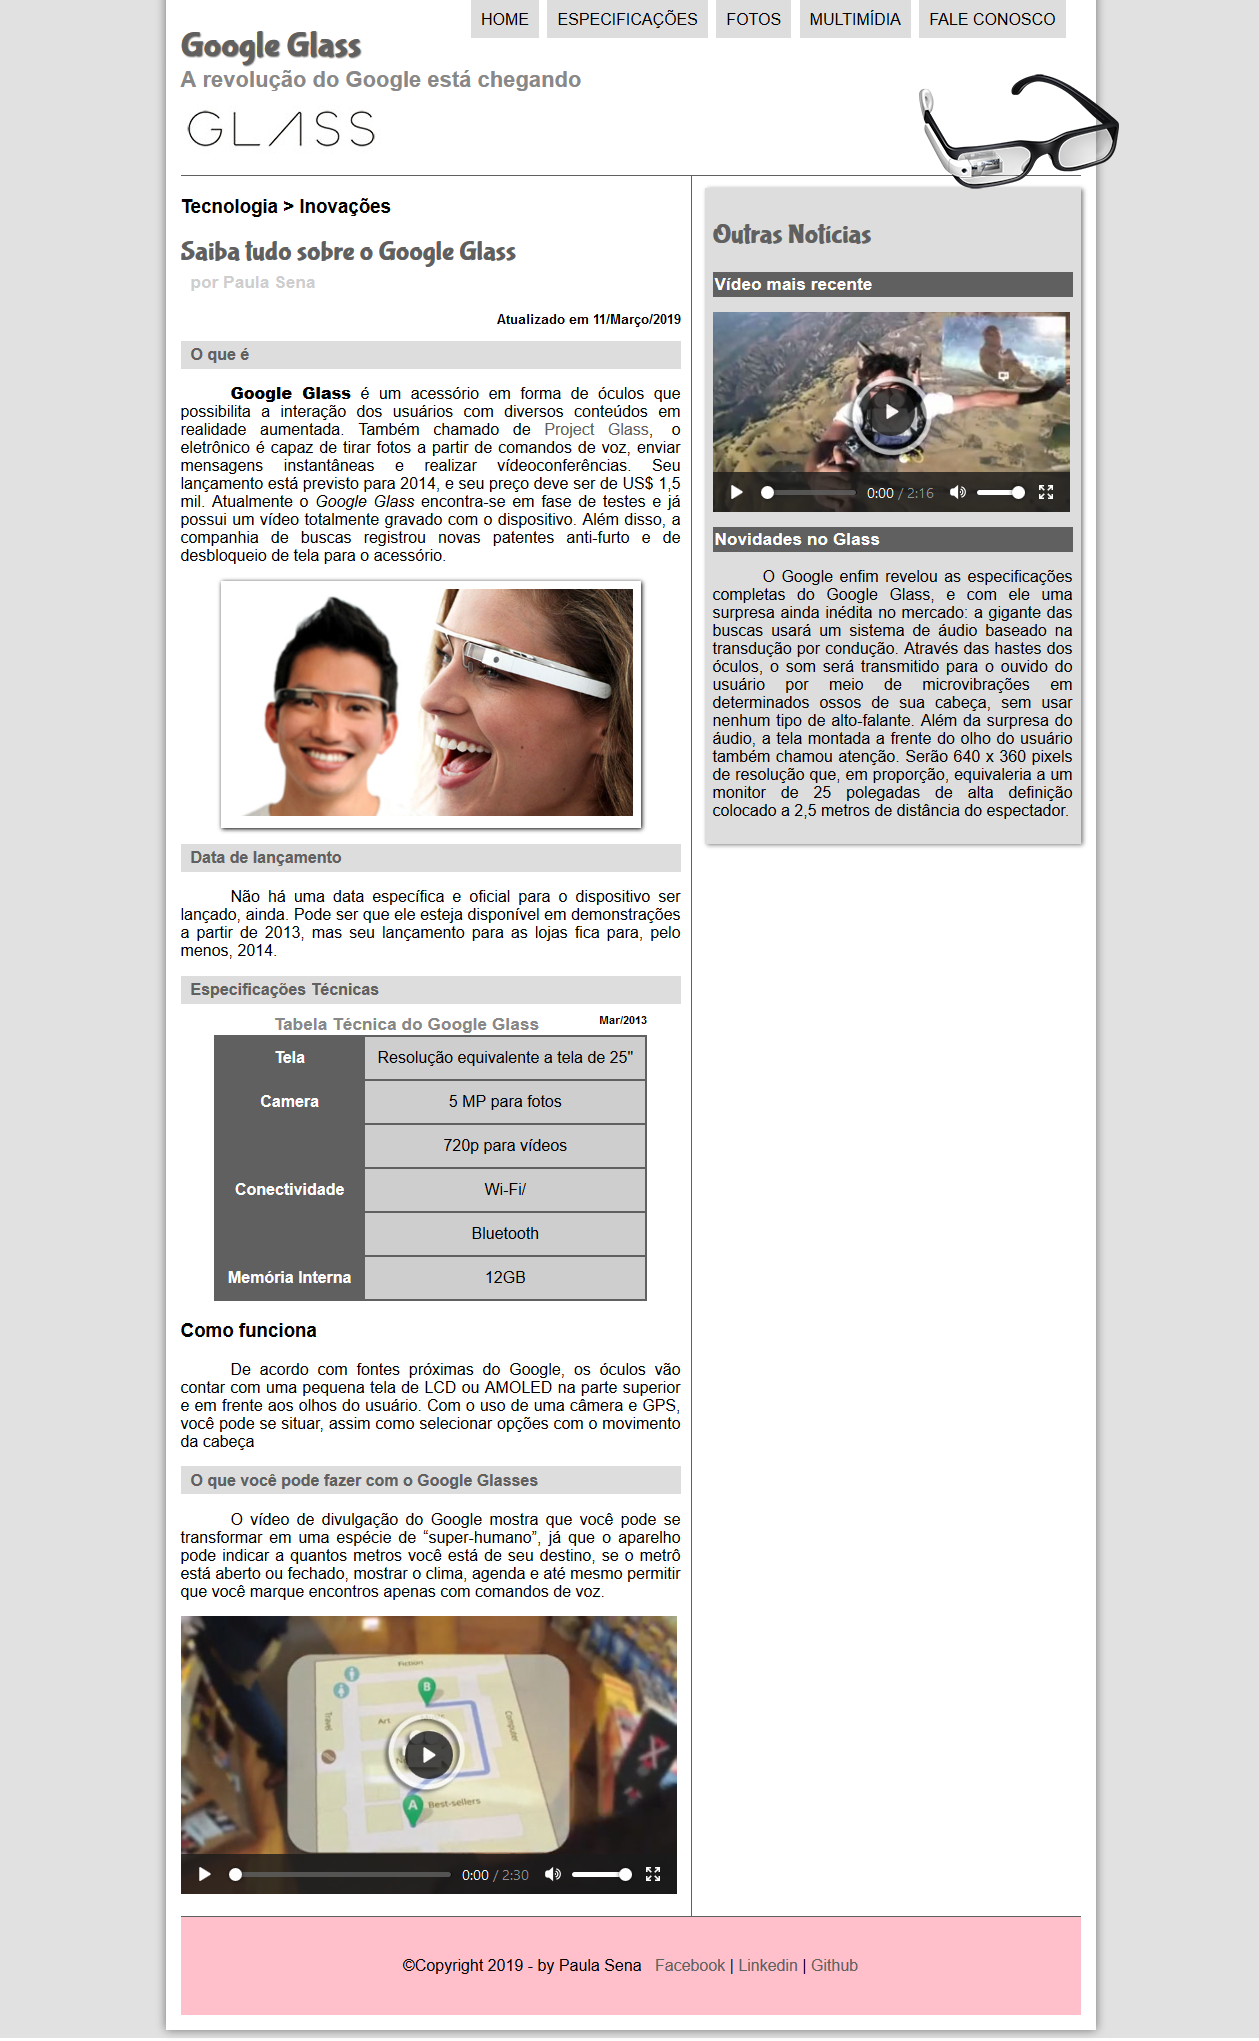 HOME ESPECIFICAÇÕES FOTOS MULTIMÍDIA FALE CONOSCO
Google Glass
A revolução do Google está chegando
GLASS
Tecnologia > Inovações
Saiba tudo sobre o Google Glass
por Paula Sena
Atualizado em 11/Março/2019
O que é
Google Glass é um acessório em forma de óculos que
possibilita a interação dos usuários com diversos conteúdos em
realidade aumentada. Também chamado de Project Glass, o
eletrônico é capaz de tirar fotos a partir de comandos de voz, enviar
mensagens instantâneas e realizar vídeoconferências. Seu
lançamento está previsto para 2014, e seu preço deve ser de US$ 1,5
mil. Atualmente o Google Glass encontra-se em fase de testes e já
possui um vídeo totalmente gravado com o dispositivo. Além disso, a
companhia de buscas registrou novas patentes anti-furto e de
desbloqueio de tela para o acessório.
Data de lançamento
Não há uma data específica e oficial para o dispositivo ser
lançado, ainda. Pode ser que ele esteja disponível em demonstrações
a partir de 2013, mas seu lançamento para as lojas fica para, pelo
menos, 2014.
Especificações Técnicas
Tabela Técnica do Google Glass Mar/2013
Tela Resolução equivalente a tela de 25"
Camera 5 MP para fotos
720p para vídeos
Conectividade Wi-Fi/
Bluetooth
Memória Interna 12GB
Como funciona
De acordo com fontes próximas do Google, os óculos vão
contar com uma pequena tela de LCD ou AMOLED na parte superior
e em frente aos olhos do usuário. Com o uso de uma câmera e GPS,
você pode se situar, assim como selecionar opções com o movimento
da cabeça
O que você pode fazer com o Google Glasses
O vídeo de divulgação do Google mostra que você pode se
transformar em uma espécie de “super-humano”, já que o aparelho
pode indicar a quantos metros você está de seu destino, se o metrô
está aberto ou fechado, mostrar o clima, agenda e até mesmo permitir
que você marque encontros apenas com comandos de voz.
Fiction
B
Travel
Art
Computer
A
Best-sellers
0:00 / 2:30
Outras Notícias
Vídeo mais recente
0:00 / 2:16
Novidades no Glass
O Google enfim revelou as especificações
completas do Google Glass, e com ele uma
surpresa ainda inédita no mercado: a gigante das
buscas usará um sistema de áudio baseado na
transdução por condução. Através das hastes dos
óculos, o som será transmitido para o ouvido do
usuário por meio de microvibrações em
determinados ossos de sua cabeça, sem usar
nenhum tipo de alto-falante. Além da surpresa do
áudio, a tela montada a frente do olho do usuário
também chamou atenção. Serão 640 x 360 pixels
de resolução que, em proporção, equivaleria a um
monitor de 25 polegadas de alta definição
colocado a 2,5 metros de distância do espectador.
©Copyright 2019 - by Paula Sena Facebook | Linkedin | Github